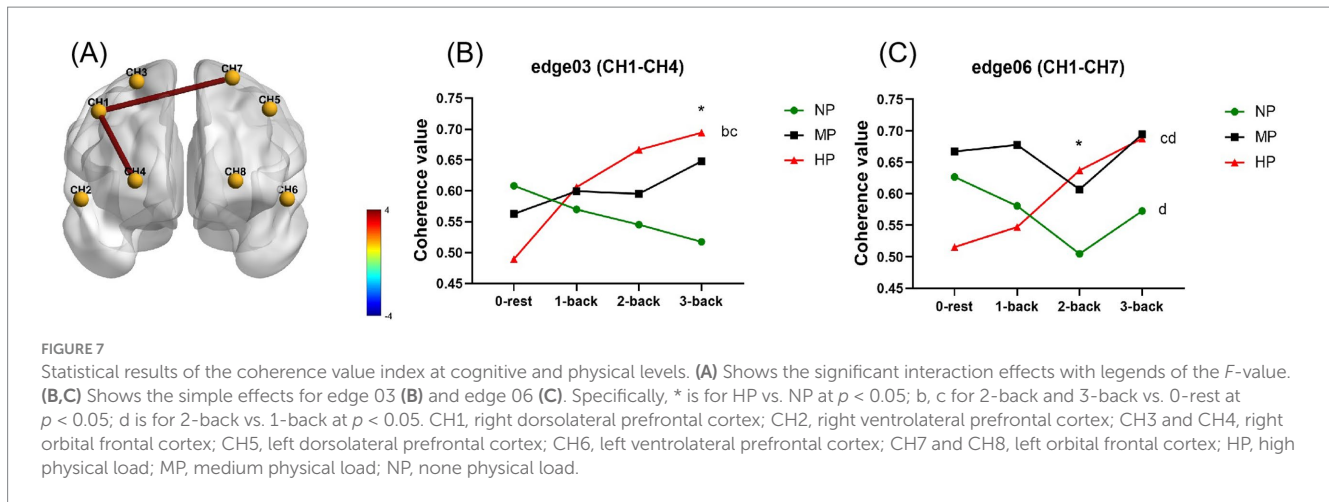 (A)
CH3
CH7
CH1
CH5
CH4
CH8
CH2
CH6
4
-4
(B)
edge03 (CH1-CH4)
Coherence value
0.75
0.70
0.65
0.60
0.55
0.50
0.45
0-rest
1-back
2-back
3-back
*
bc
NP
MP
HP
(C)
edge06 (CH1-CH7)
Coherence value
0.75
0.70
0.65
0.60
0.55
0.50
0.45
0-rest
1-back
2-back
3-back
*
cd
d
NP
MP
HP
FIGURE 7
Statistical results of the coherence value index at cognitive and physical levels. (A) Shows the significant interaction effects with legends of the F-value.
(B,C) Shows the simple effects for edge 03 (B) and edge 06 (C). Specifically, * is for HP vs. NP at p < 0.05; b, c for 2-back and 3-back vs. 0-rest at
p < 0.05; d is for 2-back vs. 1-back at p < 0.05. CH1, right dorsolateral prefrontal cortex; CH2, right ventrolateral prefrontal cortex; CH3 and CH4, right
orbital frontal cortex; CH5, left dorsolateral prefrontal cortex; CH6, left ventrolateral prefrontal cortex; CH7 and CH8, left orbital frontal cortex; HP, high
physical load; MP, medium physical load; NP, none physical load.